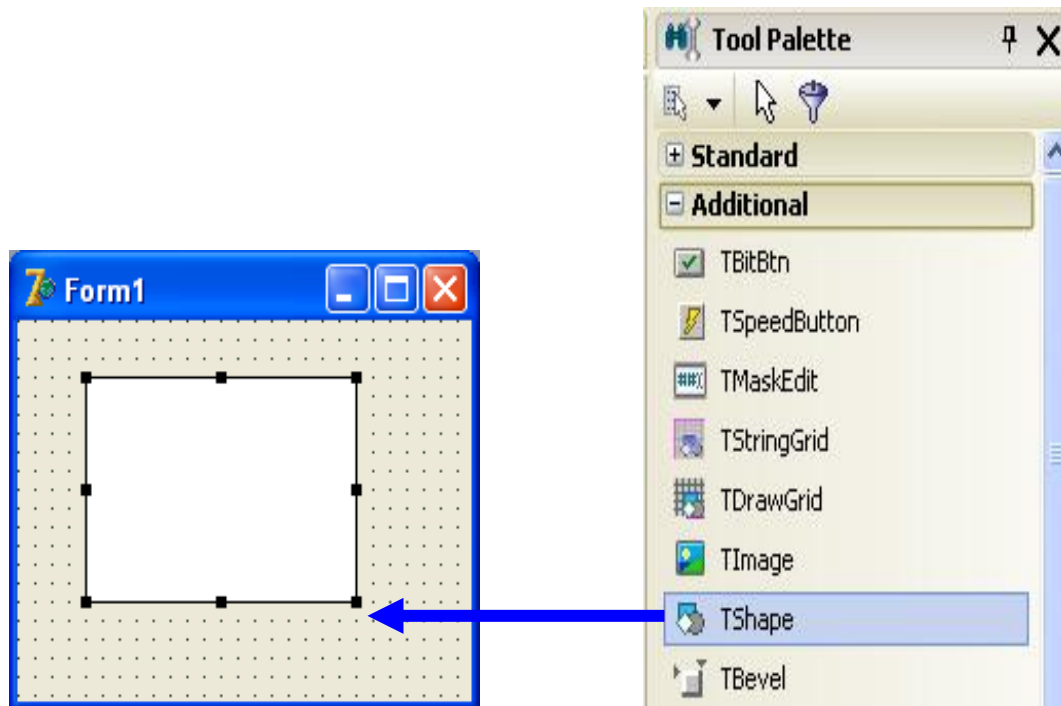 Form1
Tool Palette
Standard
Additional
TBitBtn
TSpeedButton
TMaskEdit
TStringGrid
TDrawGrid
TImage
TShape
TBevel